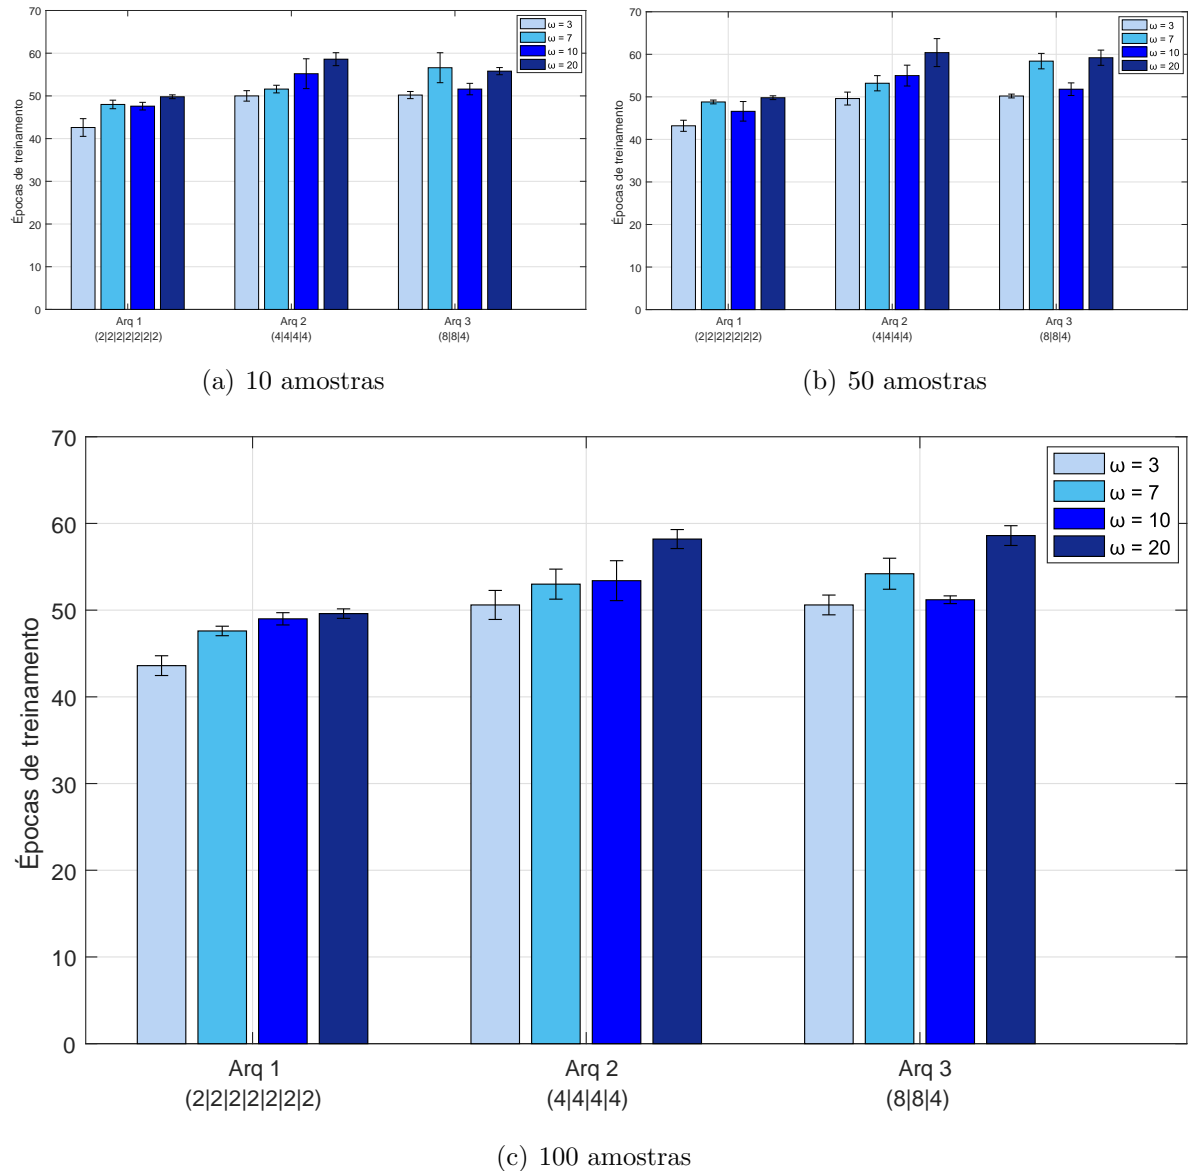 70
60
50
40
30
20
10
0
Épocas de treinamento
ω = 3
ω = 7
ω = 10
ω = 20
Arq 1
(2|2|2|2|2|2|2)
Arq 2
(4|4|4|4)
Arq 3
(8|8|4)
(a) 10 amostras
70
60
50
40
30
20
10
0
Épocas de treinamento
ω = 3
ω = 7
ω = 10
ω = 20
Arq 1
(2|2|2|2|2|2|2)
Arq 2
(4|4|4|4)
Arq 3
(8|8|4)
(b) 50 amostras
70
60
50
40
30
20
10
0
Épocas de treinamento
ω = 3
ω = 7
ω = 10
ω = 20
Arq 1
(2|2|2|2|2|2|2)
Arq 2
(4|4|4|4)
Arq 3
(8|8|4)
(c) 100 amostras